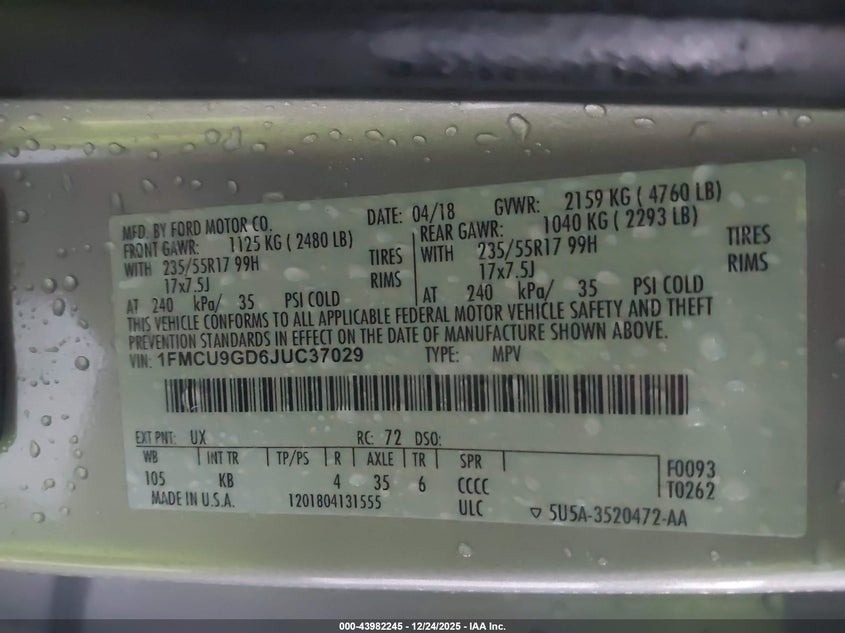 MFD. BY FORD MOTOR CO. DATE: 04/18 GVWR: 2159 KG ( 4760 LB)
FRONT GAWR: 1125 KG ( 2480 LB) REAR GAWR: 1040 KG ( 2293 LB)
WITH 235/55R17 99H TIRES WITH 235/55R17 99H TIRES
17x7.5J RIMS 17x7.5J RIMS
AT 240 kPa/ 35 PSI COLD AT 240 kPa/ 35 PSI COLD
THIS VEHICLE CONFORMS TO ALL APPLICABLE FEDERAL MOTOR VEHICLE SAFETY AND THEFT
PREVENTION STANDARDS IN EFFECT ON THE DATE OF MANUFACTURE SHOWN ABOVE.
VIN: 1FMCU9GD6JUC37029 TYPE: MPV
EXT PNT: UX RC: 72 DSO:
WB INT TR TP/PS R AXLE TR SPR F0093
105 KB 4 35 6 CCCC T0262
MADE IN U.S.A. 1201804131555 ULC ▽ 5U5A-3520472-AA
000-43982245 - 12/24/2025 - IAA Inc.